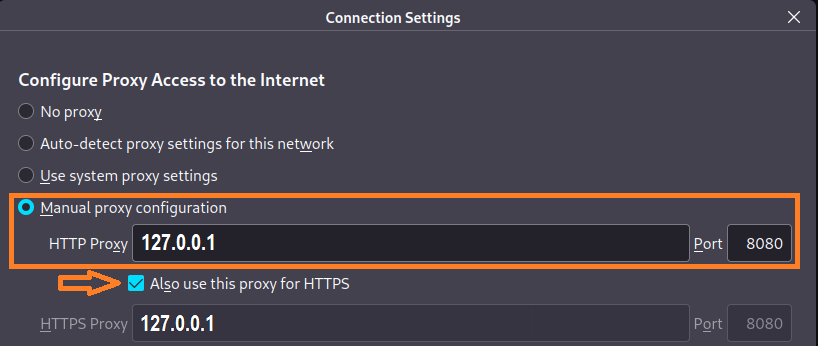 Connection Settings
Configure Proxy Access to the Internet
No proxy
Auto-detect proxy settings for this network
Use system proxy settings
Manual proxy configuration
HTTP Proxy 127.0.0.1 Port 8080
Also use this proxy for HTTPS
HTTPS Proxy 127.0.0.1 Port 8080